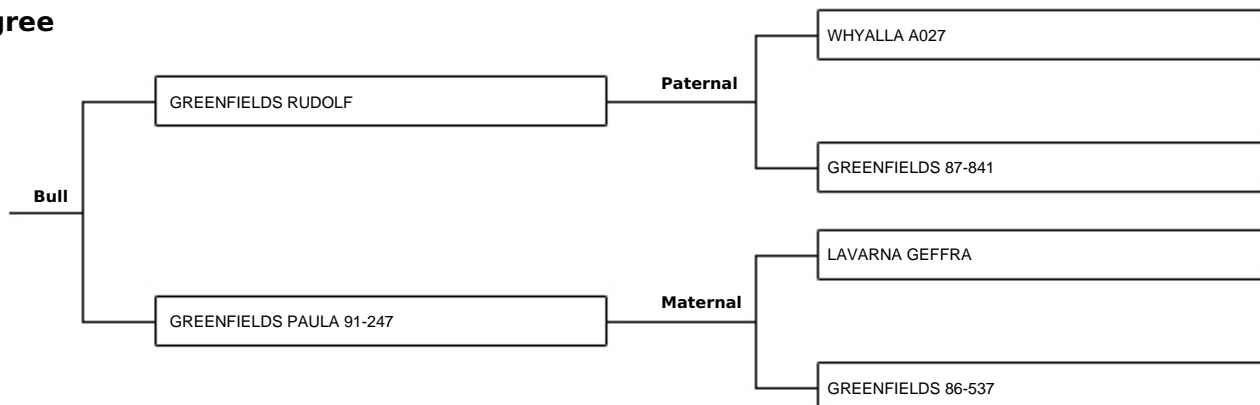 WHYALLA A027
GREENFIELDS RUDOLF
Paternal
GREENFIELDS 87-841
Bull
LAVARNA GEFFRA
GREENFIELDS PAULA 91-247
Maternal
GREENFIELDS 86-537